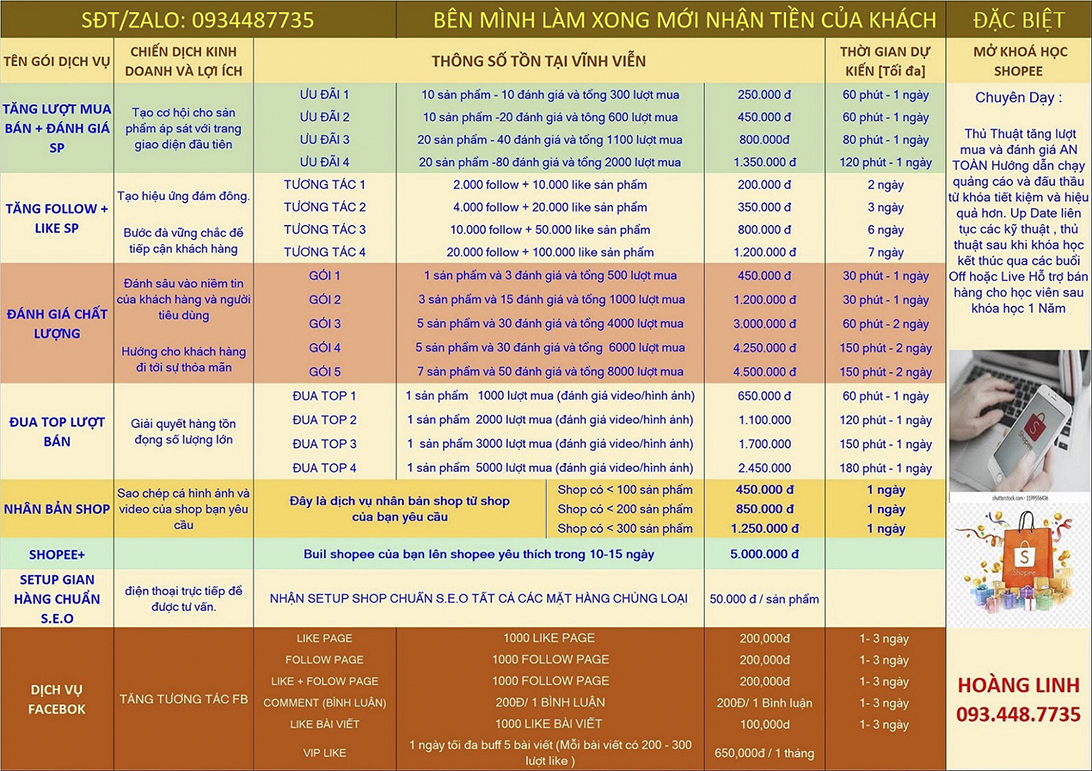 SĐT/ZALO: 0934487735
BÊN MÌNH LÀM XONG MỚI NHẬN TIỀN CỦA KHÁCH
ĐẶC BIỆT
TÊN GÓI DỊCH VỤ
CHIẾN DỊCH KINH
DOANH VÀ LỢI ÍCH
THÔNG SỐ TỒN TẠI VĨNH VIỄN
THỜI GIAN DỰ
KIẾN [Tối đa]
MỞ KHOÁ HỌC
SHOPEE
TĂNG LƯỢT MUA
BÁN + ĐÁNH GIÁ
SP
Tạo cơ hội cho sản
phẩm áp sát với trang
giao diện đầu tiên
ƯU ĐÃI 1
10 sản phẩm - 10 đánh giá và tổng 300 lượt mua
250.000 đ
60 phút - 1 ngày
ƯU ĐÃI 2
10 sản phẩm -20 đánh giá và tông 600 lượt mua
450.000 đ
60 phút - 1 ngày
ƯU ĐÃI 3
20 sản phẩm - 40 đánh giá và tổng 1100 lượt mua
800.000đ
80 phút - 1 ngày
ƯU ĐÃI 4
20 sản phẩm -80 đánh giá và tổng 2000 lượt mua
1.350.000 đ
120 phút - 1 ngày
TĂNG FOLLOW +
LIKE SP
Tạo hiệu ứng đám đông.
Bước đà vững chắc để
tiếp cận khách hàng
TƯƠNG TÁC 1
2.000 follow + 10.000 like sản phẩm
200.000 đ
2 ngày
TƯƠNG TÁC 2
4.000 follow + 20.000 like sản phẩm
350.000 đ
3 ngày
TƯƠNG TÁC 3
10.000 follow + 50.000 like sản phẩm
800.000 đ
6 ngày
TƯƠNG TÁC 4
20.000 follow + 100.000 like sản phẩm
1.200.000 đ
7 ngày
ĐÁNH GIÁ CHẤT
LƯỢNG
Đánh sâu vào niềm tin
của khách hàng và người
tiêu dùng
Hướng cho khách hàng
đi tới sự thỏa mãn
GÓI 1
1 sản phẩm và 3 đánh giá và tổng 500 lượt mua
450.000 đ
30 phút - 1 ngày
GÓI 2
3 sản phẩm và 15 đánh giá và tổng 1000 lượt mua
1.200.000 đ
30 phút - 1 ngày
GÓI 3
5 sản phẩm và 30 đánh giá và tổng 4000 lượt mua
3.000.000 đ
60 phút - 2 ngày
GÓI 4
5 sản phẩm và 30 đánh giá và tổng 6000 lượt mua
4.250.000 đ
150 phút - 2 ngày
GÓI 5
7 sản phẩm và 50 đánh giá và tổng 8000 lượt mua
4.500.000 đ
150 phút - 2 ngày
ĐUA TOP LƯỢT
BÁN
Giải quyết hàng tồn
đọng số lượng lớn
ĐUA TOP 1
1 sản phẩm 1000 lượt mua (đánh giá video/hình ảnh)
650.000 đ
60 phút - 1 ngày
ĐUA TOP 2
1 sản phẩm 2000 lượt mua (đánh giá video/hình ảnh)
1.100.000
120 phút - 1 ngày
ĐUA TOP 3
1 sản phẩm 3000 lượt mua (đánh giá video/hình ảnh)
1.700.000
150 phút - 1 ngày
ĐUA TOP 4
1 sản phẩm 5000 lượt mua (đánh giá video/hình ảnh)
2.450.000
180 phút - 1 ngày
NHÂN BẢN SHOP
Sao chép cá hình ảnh và
video của shop bạn yêu
cầu
Đây là dịch vụ nhân bản shop từ shop
của bạn yêu cầu
Shop có < 100 sản phẩm
450.000 đ
1 ngày
Shop có < 200 sản phẩm
850.000 đ
1 ngày
Shop có < 300 sản phẩm
1.250.000 đ
1 ngày
SHOPEE+
Buil shopee của bạn lên shopee yêu thích trong 10-15 ngày
5.000.000 đ
SETUP GIAN
HÀNG CHUẨN
S.E.O
điện thoại trực tiếp để
được tư vấn.
NHẬN SETUP SHOP CHUẨN S.E.O TẤT CẢ CÁC MẶT HÀNG CHỦNG LOẠI
50.000 đ / sản phẩm
DỊCH VỤ
FACEBOK
TĂNG TƯƠNG TÁC FB
LIKE PAGE
1000 LIKE PAGE
200,000đ
1- 3 ngày
FOLLOW PAGE
1000 FOLLOW PAGE
200,000đ
1- 3 ngày
LIKE + FOLOW PAGE
1000 FOLLOW PAGE
200,000đ
1- 3 ngày
COMMENT (BÌNH LUẬN)
200Đ/ 1 BÌNH LUẬN
200Đ/ 1 Bình luận
1- 3 ngày
LIKE BÀI VIẾT
1000 LIKE BÀI VIẾT
100,000d
1- 3 ngày
VIP LIKE
1 ngày tối đa buff 5 bài viết (Mỗi bài viết có 200 - 300
lượt like )
650,000đ / 1 tháng
Chuyên Dạy :
Thủ Thuật tăng lượt
mua và đánh giá AN
TOÀN Hướng dẫn chạy
quảng cáo và đấu thầu
từ khóa tiết kiệm và hiệu
quả hơn. Up Date liên
tục các kỹ thuật , thủ
thuật sau khi khóa học
kết thúc qua các buổi
Off hoặc Live Hỗ trợ bán
hàng cho học viên sau
khóa học 1 Năm
Shopee
shutterstock.com · 1199556436
S
Shopee
HOÀNG LINH
093.448.7735